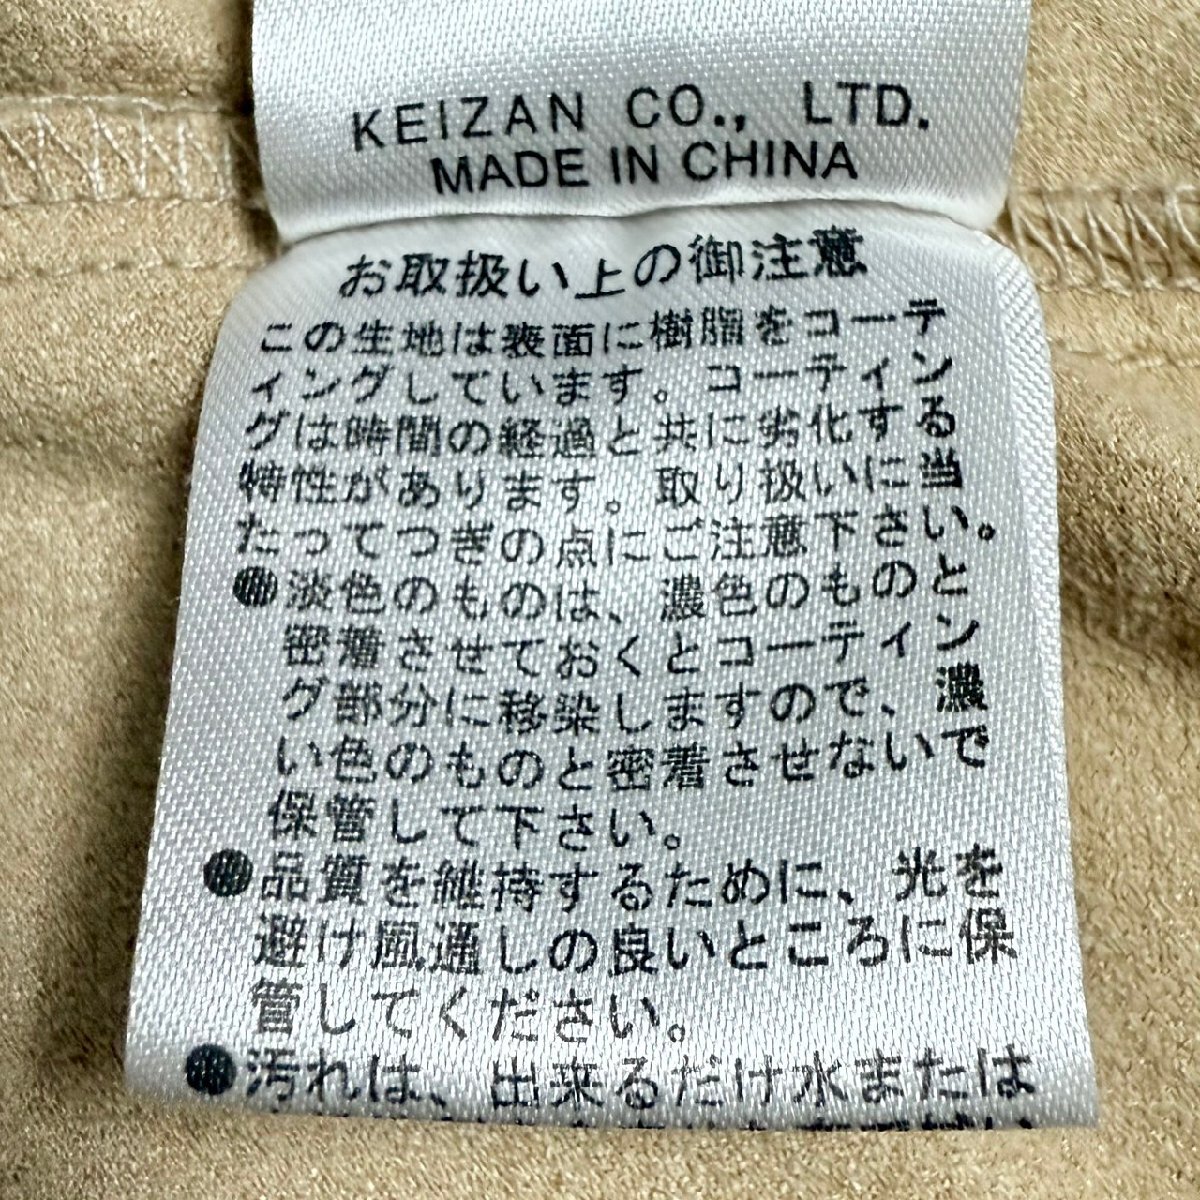 KEIZAN CO., LTD.
MADE IN CHINA
お取扱い上の御注意
この生地は表面に樹脂をコーテ
ィングしています。コーティン
グは時間の経過と共に劣化する
特性があります。取り扱いに当
たってつぎの点にご注意下さい。
●淡色のものは、濃色のものと
密着させておくとコーティン
グ部分に移染しますので、濃
い色のものと密着させないで
保管して下さい。
●品質を維持するために、光を
避け風通しの良いところに保
管してください。
●汚れは、出来るだけ水または